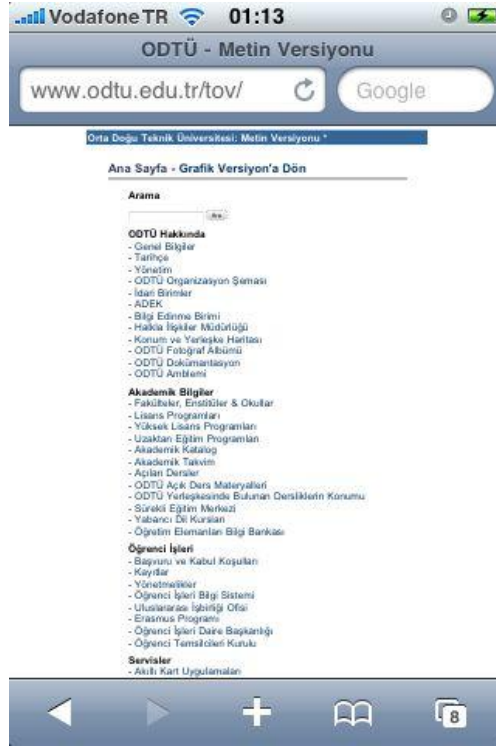 Vodafone TR 01:13
ODTÜ - Metin Versiyonu
www.odtu.edu.tr/tov/ Google
Orta Doğu Teknik Üniversitesi: Metin Versiyonu *
Ana Sayfa - Grafik Versiyon'a Dön
Arama
Ara
ODTÜ Hakkında
- Genel Bilgiler
- Tarihçe
- Yönetim
- ODTÜ Organizasyon Şeması
- İdari Birimler
- ADEK
- Bilgi Edinme Birimi
- Halkla İlişkiler Müdürlüğü
- Konum ve Yerleşke Haritası
- ODTÜ Fotoğraf Albümü
- ODTÜ Dokümantasyon
- ODTÜ Amblemi
Akademik Bilgiler
- Fakülteler, Enstitüler & Okullar
- Lisans Programları
- Yüksek Lisans Programları
- Uzaktan Eğitim Programları
- Akademik Katalog
- Akademik Takvim
- Açılan Dersler
- ODTÜ Açık Ders Materyalleri
- ODTÜ Yerleşkesinde Bulunan Dersliklerin Konumu
- Sürekli Eğitim Merkezi
- Yabancı Dil Kursları
- Öğretim Elemanları Bilgi Bankası
Öğrenci İşleri
- Başvuru ve Kabul Koşulları
- Kayıtlar
- Yönetmelikler
- Öğrenci İşleri Bilgi Sistemi
- Uluslararası İşbirliği Ofisi
- Erasmus Programı
- Öğrenci İşleri Daire Başkanlığı
- Öğrenci Temsilcileri Kurulu
Servisler
- Akıllı Kart Uygulamaları
8